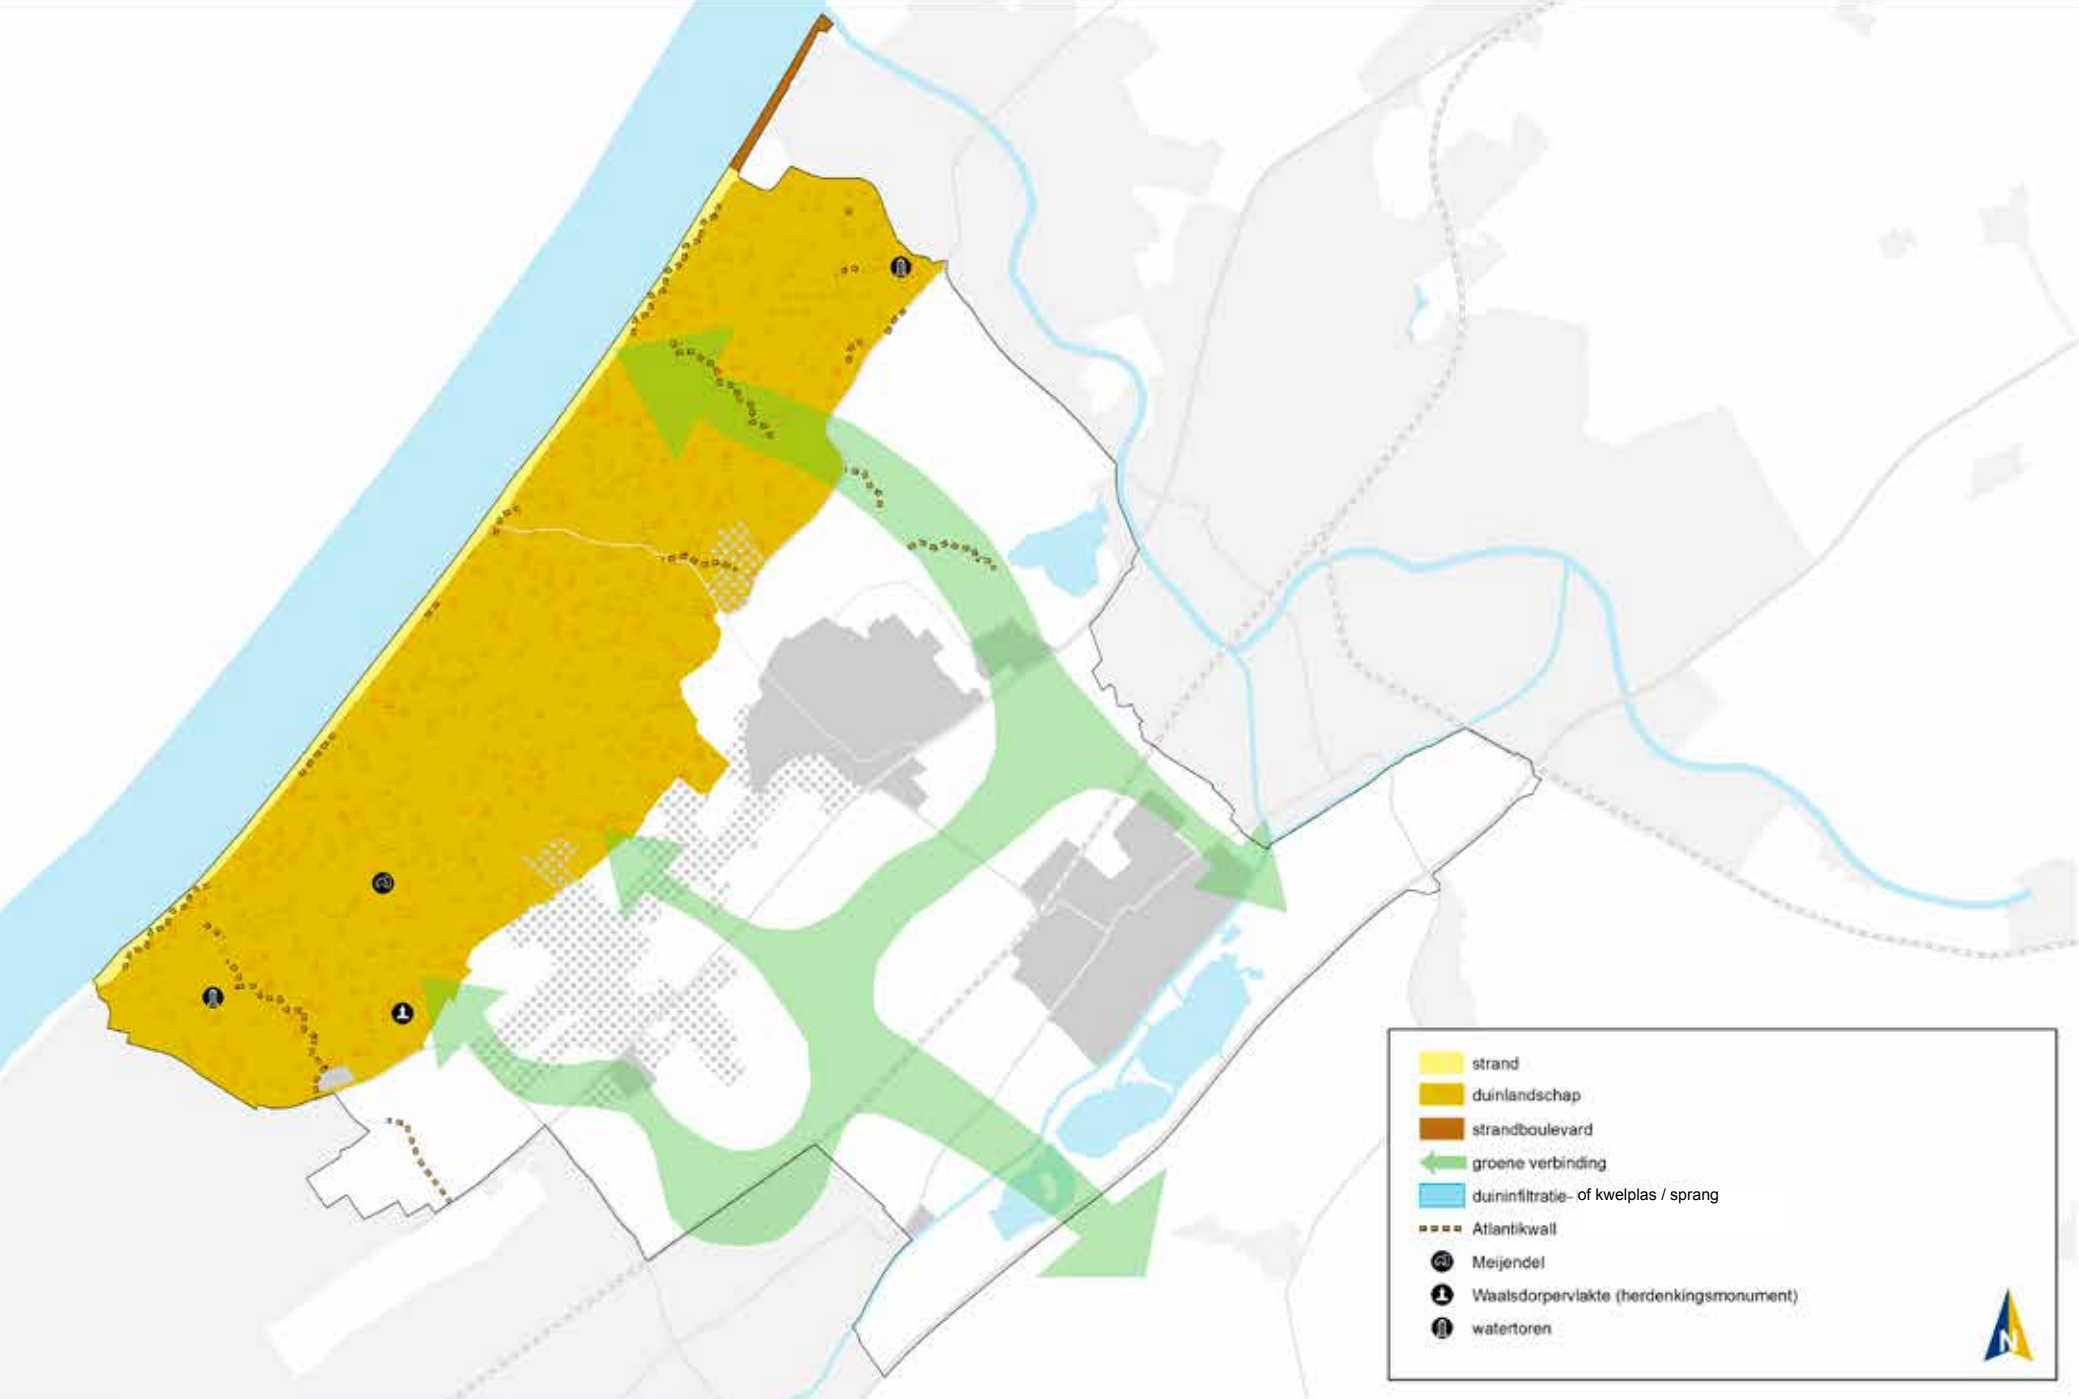 strand
duinlandschap
strandboulevard
groene verbinding
duininfiltratie- of kwelplas / sprang
Atlantikwall
Meijendel
Waalsdorpervlakte (herdenkingsmonument)
watertoren
N